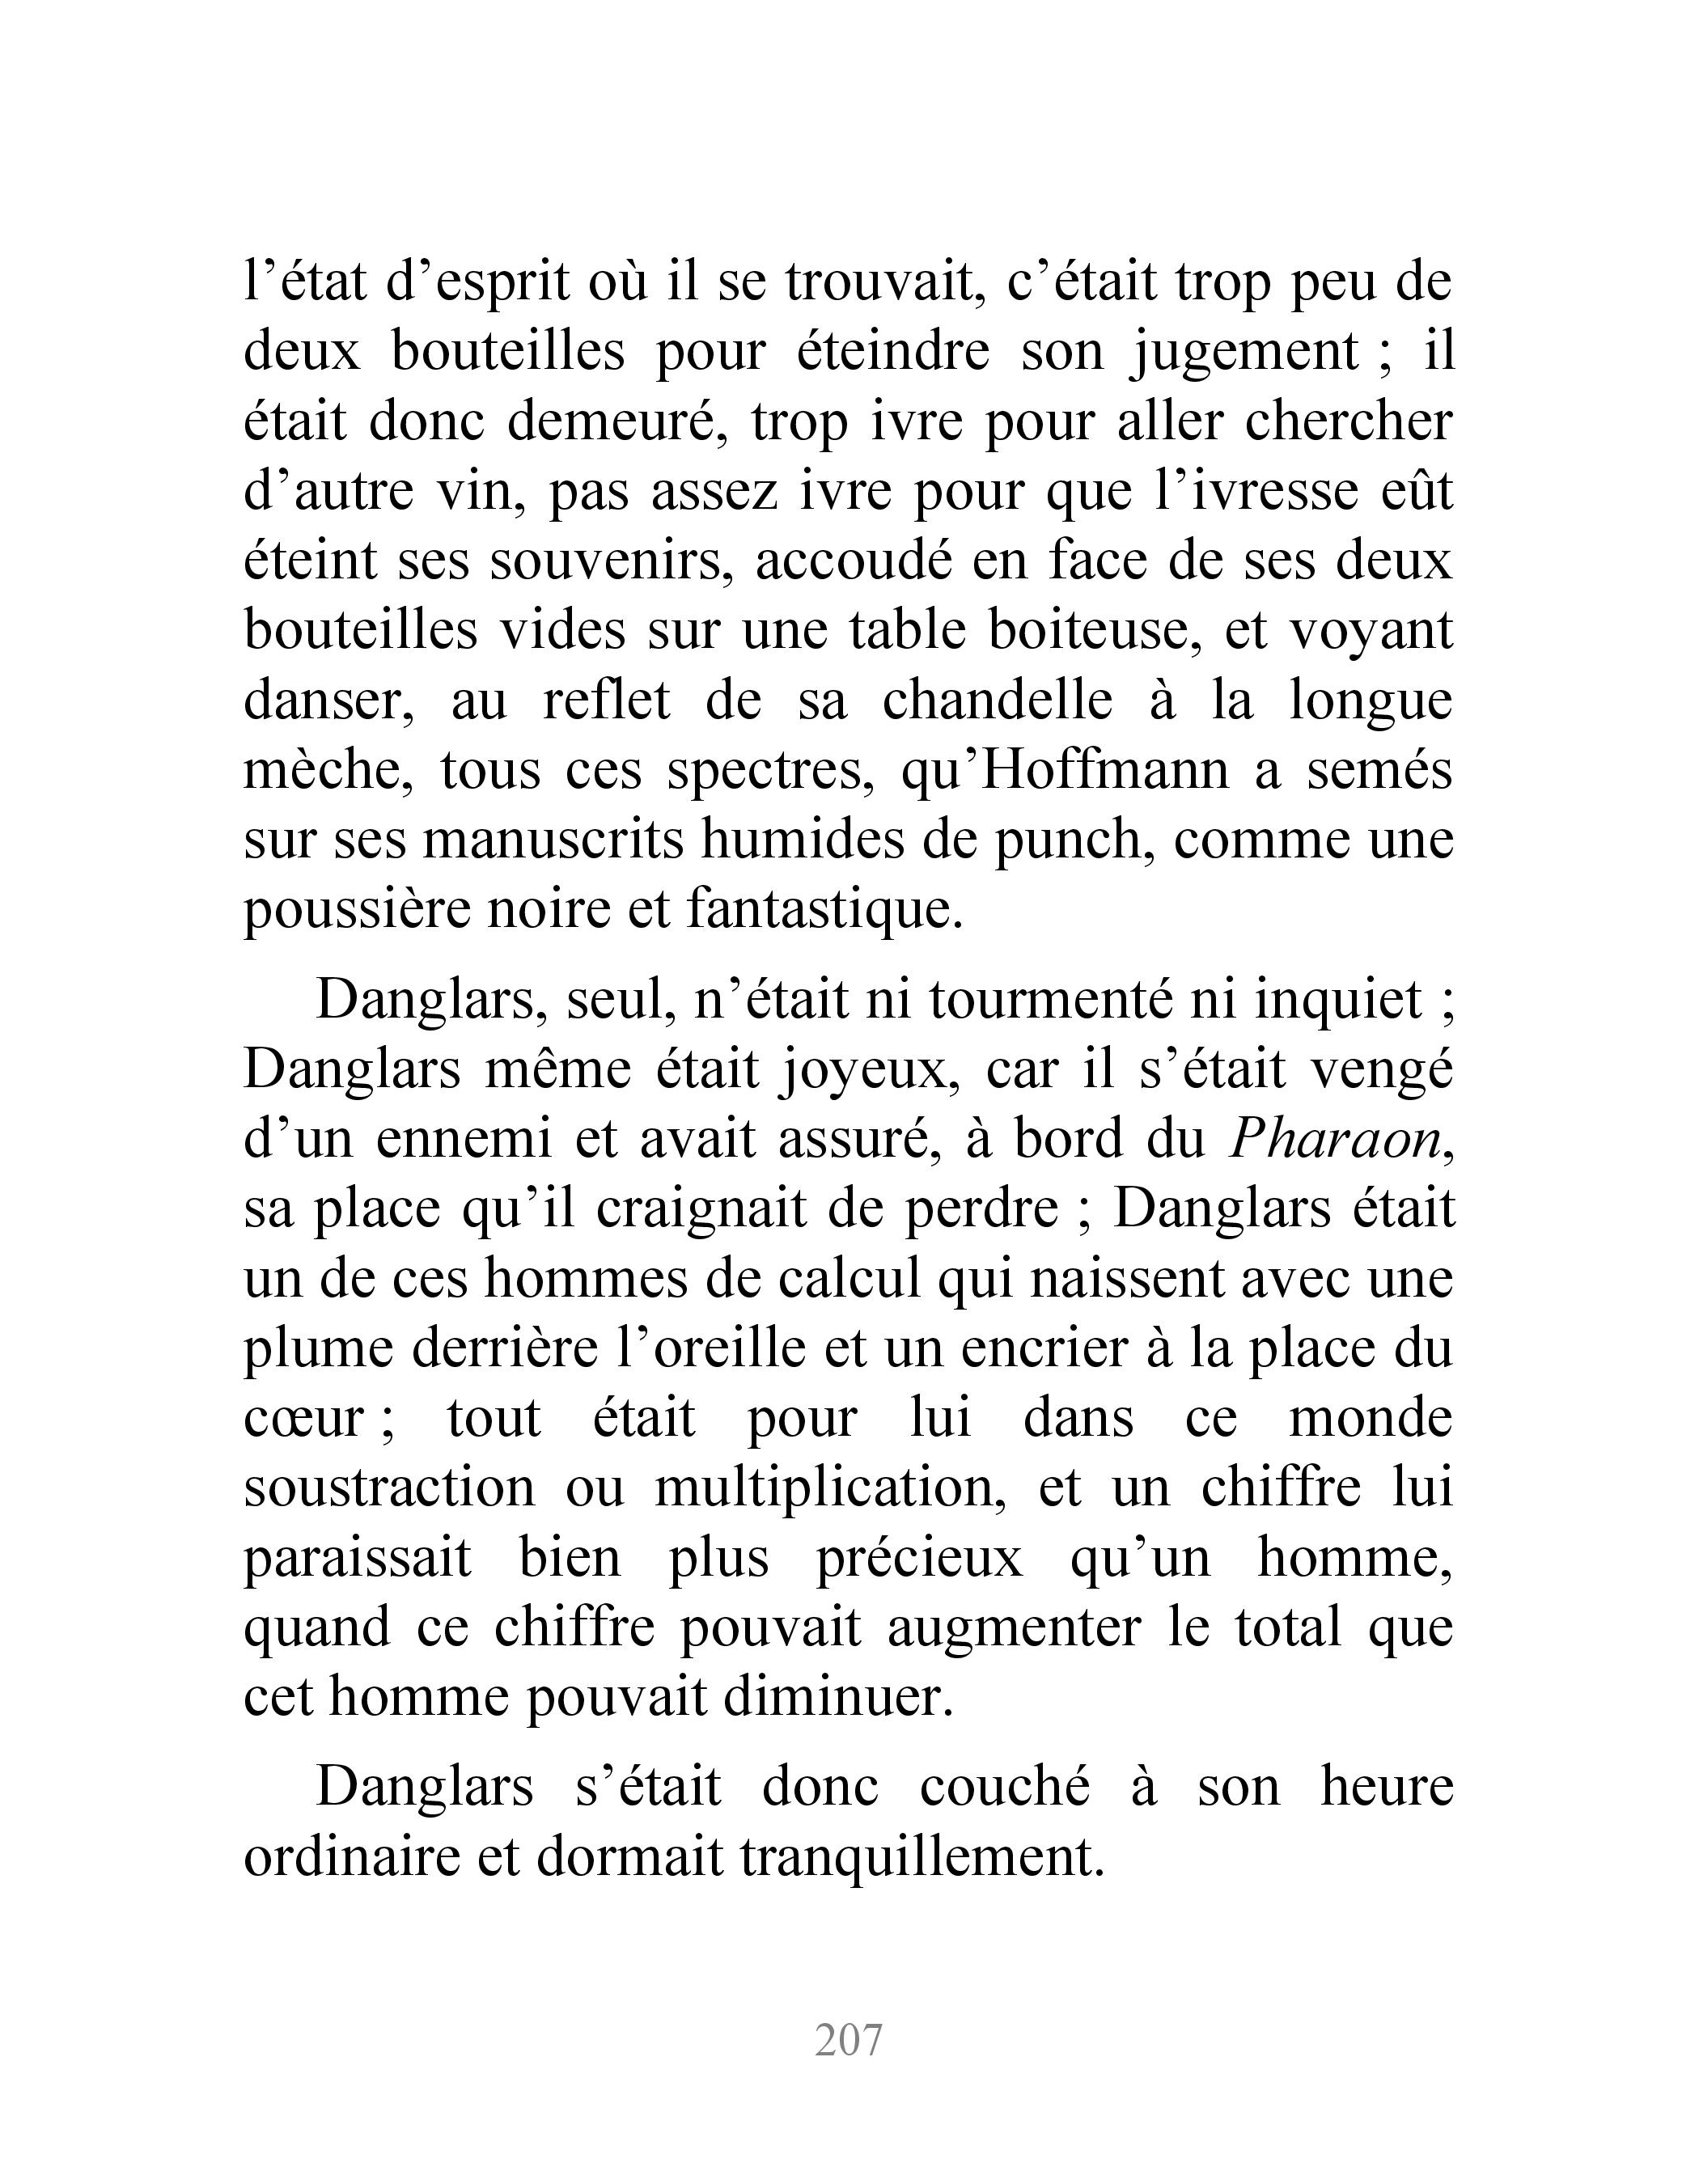 l’état d’esprit où il se trouvait, c’était trop peu de
deux bouteilles pour éteindre son jugement ; il
était donc demeuré, trop ivre pour aller chercher
d’autre vin, pas assez ivre pour que l’ivresse eût
éteint ses souvenirs, accoudé en face de ses deux
bouteilles vides sur une table boiteuse, et voyant
danser, au reflet de sa chandelle à la longue
mèche, tous ces spectres, qu’Hoffmann a semés
sur ses manuscrits humides de punch, comme une
poussière noire et fantastique.
Danglars, seul, n’était ni tourmenté ni inquiet ;
Danglars même était joyeux, car il s’était vengé
d’un ennemi et avait assuré, à bord du Pharaon,
sa place qu’il craignait de perdre ; Danglars était
un de ces hommes de calcul qui naissent avec une
plume derrière l’oreille et un encrier à la place du
cœur ; tout était pour lui dans ce monde
soustraction ou multiplication, et un chiffre lui
paraissait bien plus précieux qu’un homme,
quand ce chiffre pouvait augmenter le total que
cet homme pouvait diminuer.
Danglars s’était donc couché à son heure
ordinaire et dormait tranquillement.
207